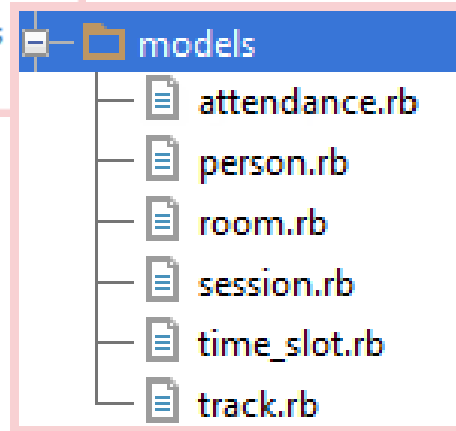 models
attendance.rb
person.rb
room.rb
session.rb
time_slot.rb
track.rb